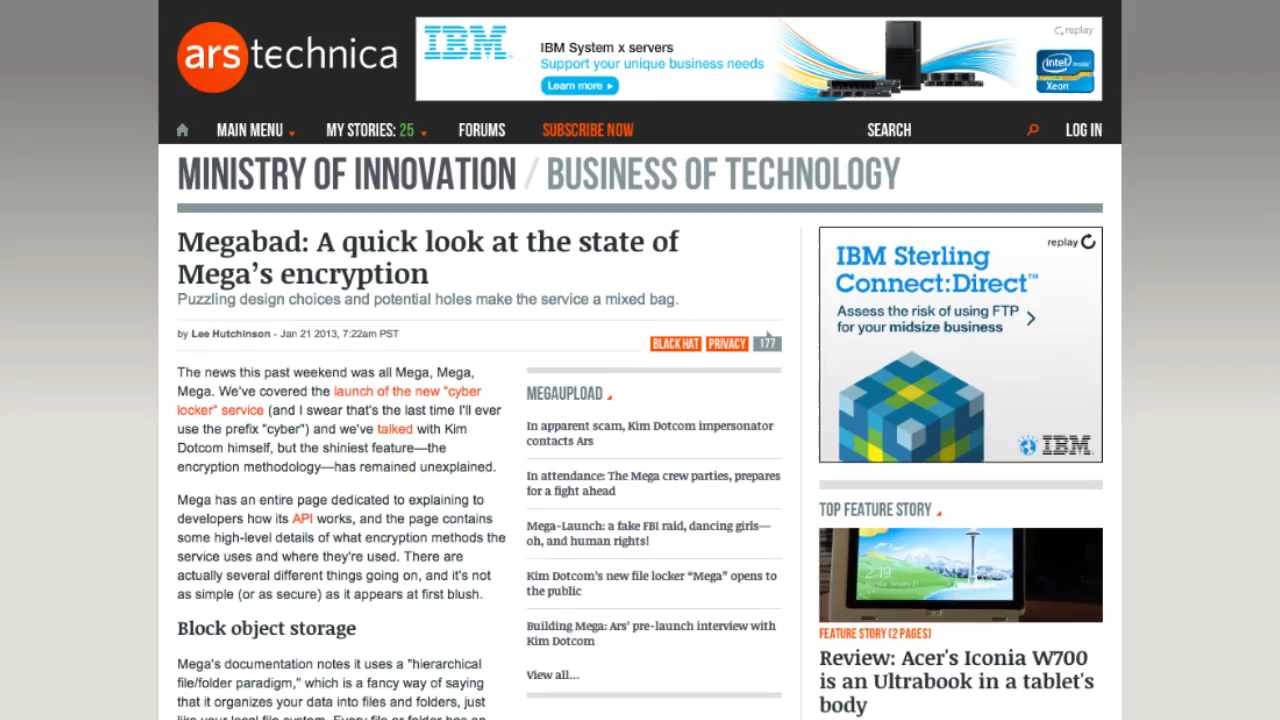 ars technica
IBM
IBM System x servers
Support your unique business needs
Learn more
replay
intel inside
Xeon
MAIN MENU
MY STORIES: 25
FORUMS
SUBSCRIBE NOW
SEARCH
LOG IN
MINISTRY OF INNOVATION / BUSINESS OF TECHNOLOGY
Megabad: A quick look at the state of
Mega’s encryption
Puzzling design choices and potential holes make the service a mixed bag.
by Lee Hutchinson - Jan 21 2013, 7:22am PST
BLACK HAT
PRIVACY
177
The news this past weekend was all Mega, Mega,
Mega. We've covered the launch of the new "cyber
locker" service (and I swear that's the last time I'll ever
use the prefix "cyber") and we've talked with Kim
Dotcom himself, but the shiniest feature—the
encryption methodology—has remained unexplained.
Mega has an entire page dedicated to explaining to
developers how its API works, and the page contains
some high-level details of what encryption methods the
service uses and where they're used. There are
actually several different things going on, and it's not
as simple (or as secure) as it appears at first blush.
Block object storage
Mega's documentation notes it uses a "hierarchical
file/folder paradigm," which is a fancy way of saying
that it organizes your data into files and folders, just
like your local file system. Every file or folder has an
MEGAUPLOAD
In apparent scam, Kim Dotcom impersonator
contacts Ars
In attendance: The Mega crew parties, prepares
for a fight ahead
Mega-Launch: a fake FBI raid, dancing girls—
oh, and human rights!
Kim Dotcom’s new file locker “Mega” opens to
the public
Building Mega: Ars’ pre-launch interview with
Kim Dotcom
View all...
replay
IBM Sterling
Connect:Direct™
Assess the risk of using FTP
for your midsize business
IBM
TOP FEATURE STORY
2:19
FEATURE STORY (2 PAGES)
Review: Acer's Iconia W700
is an Ultrabook in a tablet's
body